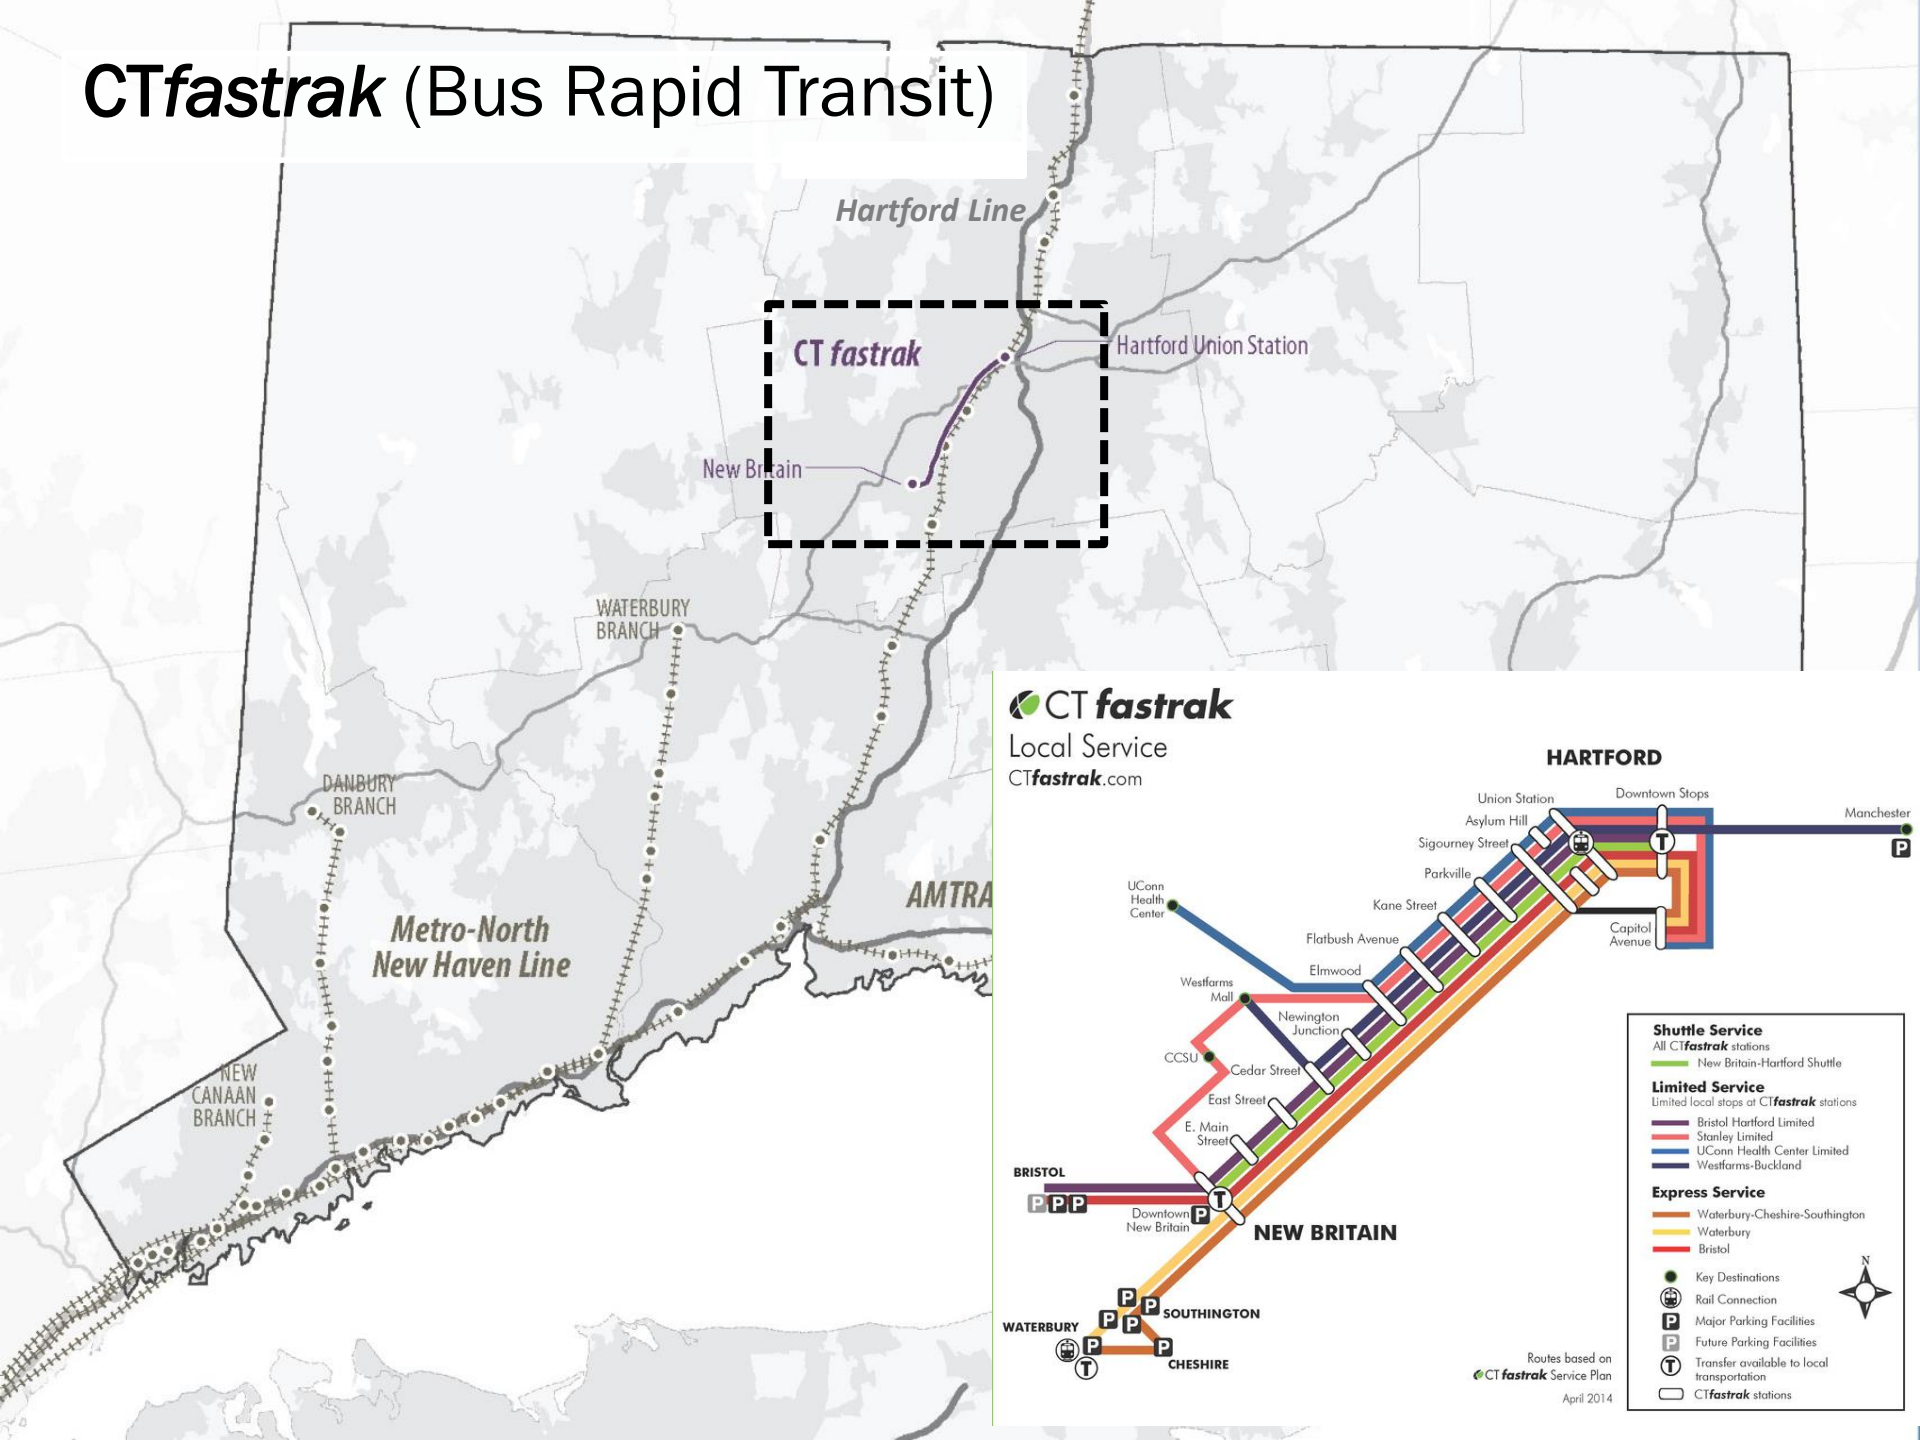 CTfastrak (Bus Rapid Transit)
Hartford Line
CT fastrak
Hartford Union Station
New Britain
WATERBURY
BRANCH
DANBURY
BRANCH
Metro-North
New Haven Line
AMTRA
NEW
CANAAN
BRANCH
CT fastrak
Local Service
CTfastrak.com
HARTFORD
Union Station
Downtown Stops
Asylum Hill
Manchester
Sigourney Street
P
T
Parkville
UConn
Health
Center
Kane Street
Capitol
Avenue
Flatbush Avenue
Elmwood
Westfarms
Mall
Newington
Junction
CCSU
Cedar Street
East Street
E. Main
Street
BRISTOL
P P P
Downtown
New Britain
P
T
NEW BRITAIN
P
P
P
P
SOUTHINGTON
WATERBURY
P
P
T
CHESHIRE
Shuttle Service
All CTfastrak stations
New Britain-Hartford Shuttle
Limited Service
Limited local stops at CTfastrak stations
Bristol Hartford Limited
Stanley Limited
UConn Health Center Limited
Westfarms-Buckland
Express Service
Waterbury-Cheshire-Southington
Waterbury
Bristol
N
Key Destinations
Rail Connection
P Major Parking Facilities
P Future Parking Facilities
T Transfer available to local
transportation
CTfastrak stations
Routes based on
CT fastrak Service Plan
April 2014